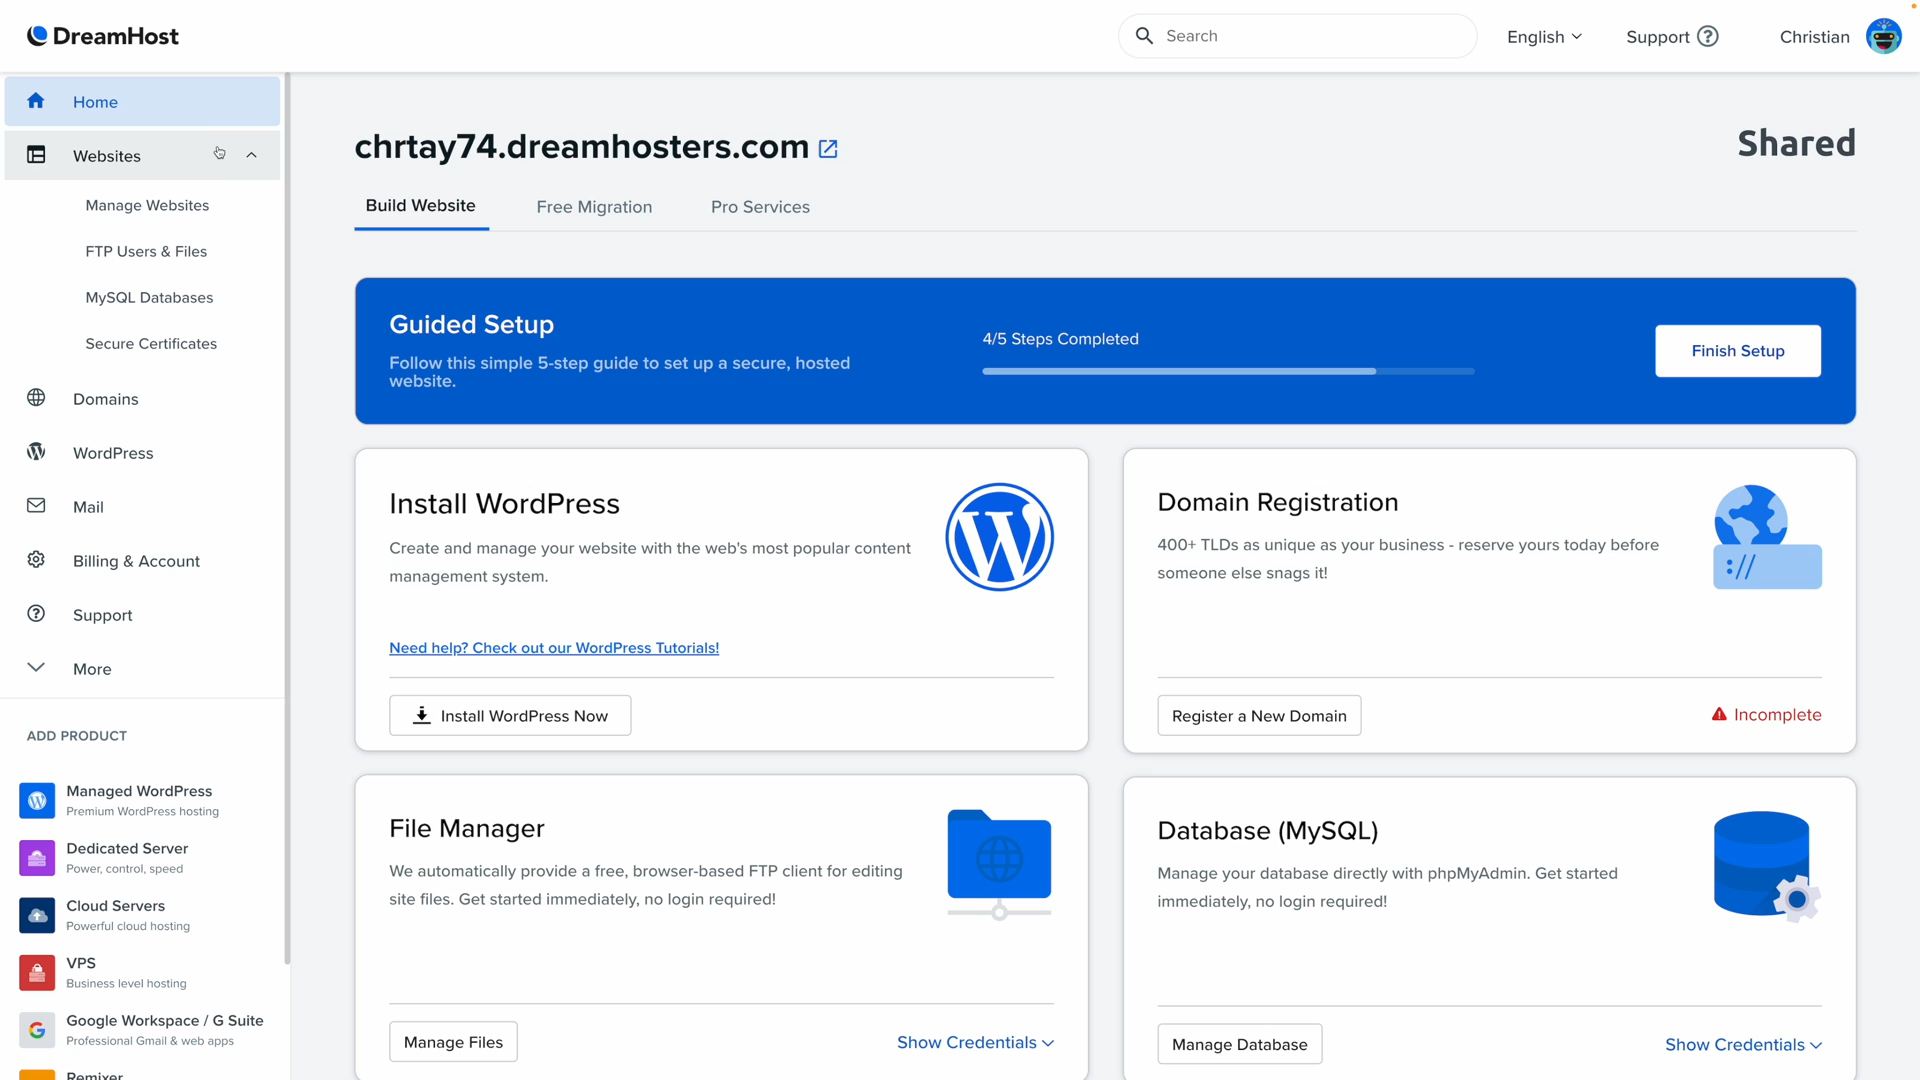 DreamHost
Search
English
Support
Christian
Home
Websites
Manage Websites
FTP Users & Files
MySQL Databases
Secure Certificates
Domains
WordPress
Mail
Billing & Account
Support
More
ADD PRODUCT
Managed WordPress
Premium WordPress hosting
Dedicated Server
Power, control, speed
Cloud Servers
Powerful cloud hosting
VPS
Business level hosting
Google Workspace / G Suite
Professional Gmail & web apps
Remixer
chrtay74.dreamhosters.com
Shared
Build Website
Free Migration
Pro Services
Guided Setup
Follow this simple 5-step guide to set up a secure, hosted
website.
4/5 Steps Completed
Finish Setup
Install WordPress
Create and manage your website with the web's most popular content
management system.
Need help? Check out our WordPress Tutorials!
Install WordPress Now
Domain Registration
400+ TLDs as unique as your business - reserve yours today before
someone else snags it!
://
Register a New Domain
Incomplete
File Manager
We automatically provide a free, browser-based FTP client for editing
site files. Get started immediately, no login required!
Manage Files
Show Credentials
Database (MySQL)
Manage your database directly with phpMyAdmin. Get started
immediately, no login required!
Manage Database
Show Credentials